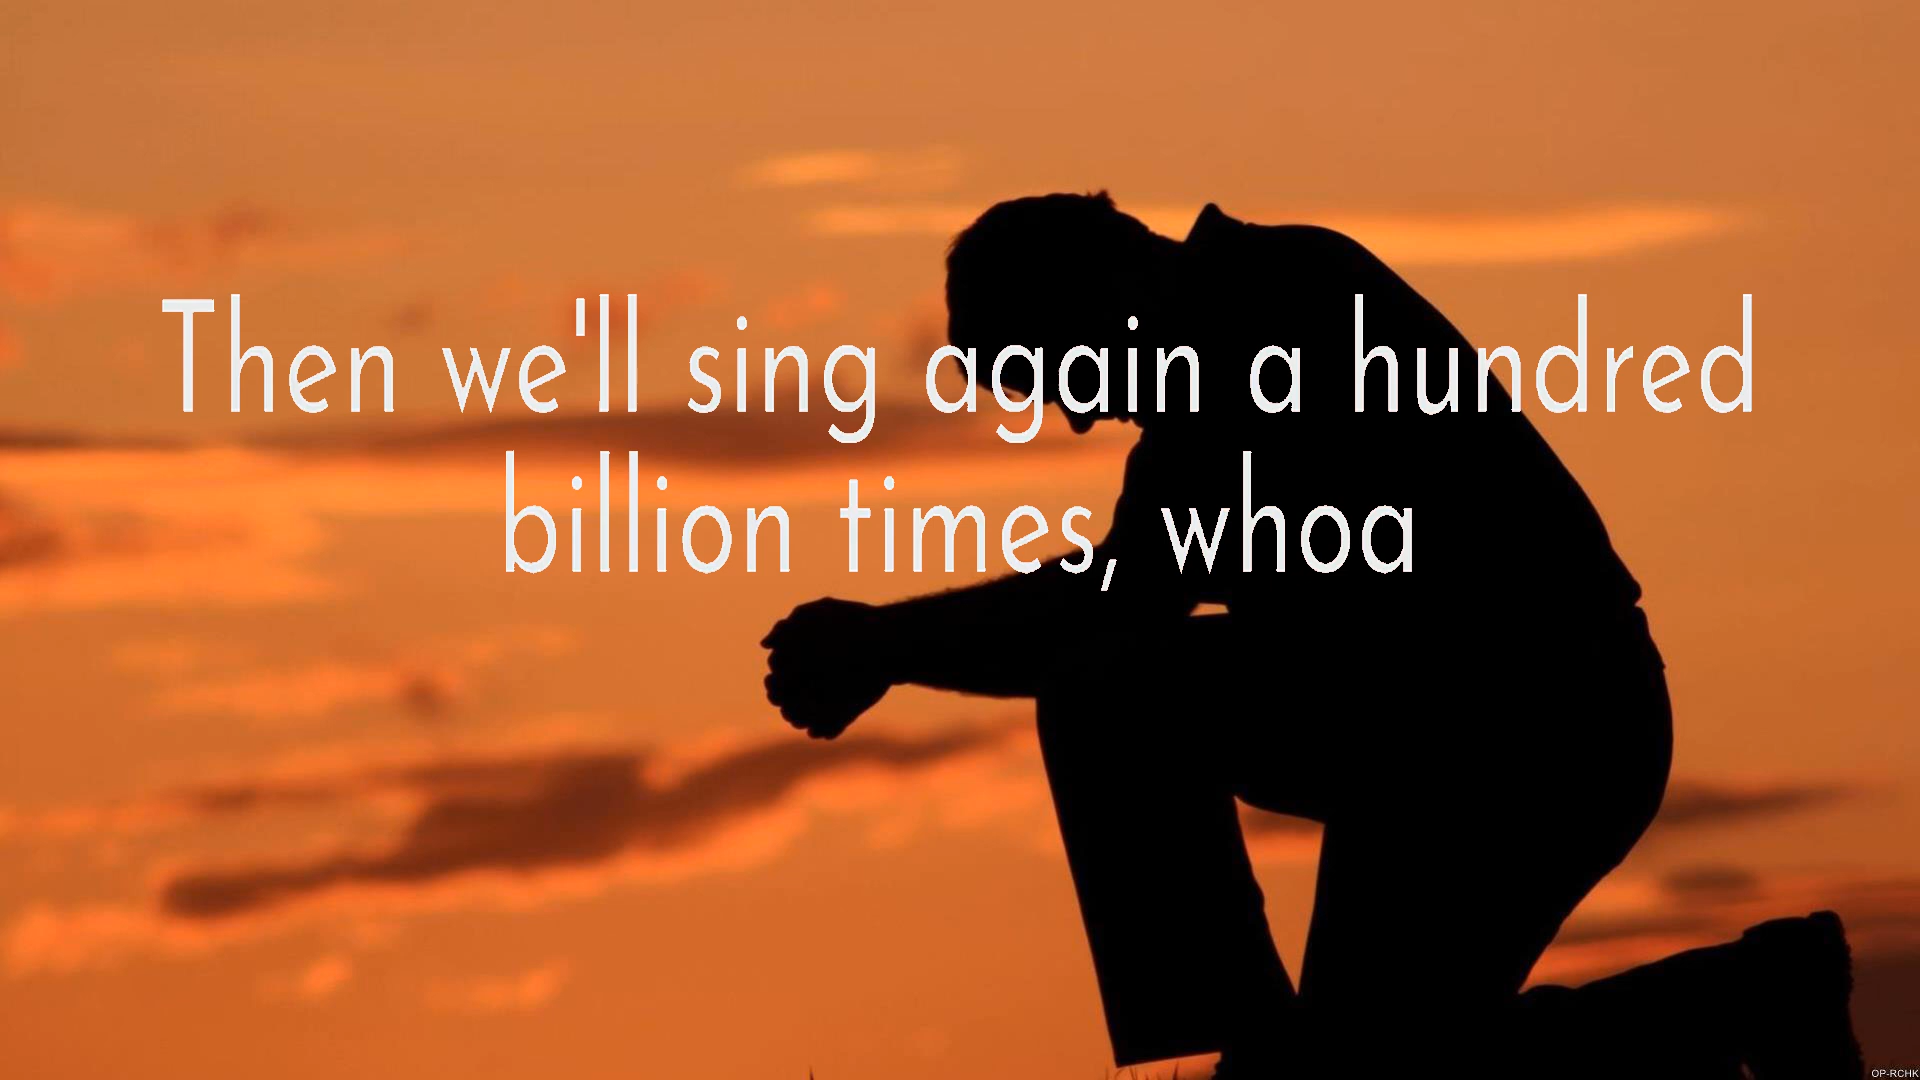 Then we'll sing again a hundred
billion times, whoa
OP-RCHK